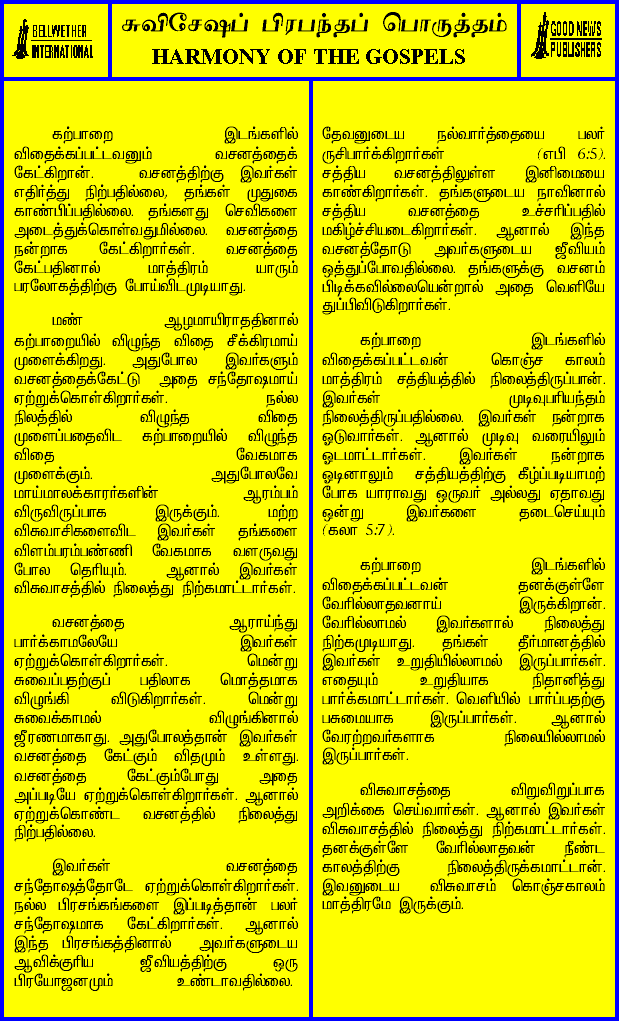 BELLWETHER
INTERNATIONAL
சுவிசேஷப் பிரபந்தப் பொருத்தம்
HARMONY OF THE GOSPELS
GOOD NEWS
PUBLISHERS
கற்பாறை இடங்களில்
விதைக்கப்பட்டவனும் வசனத்தைக்
கேட்கிறான். வசனத்திற்கு இவர்கள்
எதிர்த்து நிற்பதில்லை, தங்கள் முதுகை
காண்பிப்பதில்லை. தங்களது செவிகளை
அடைத்துக்கொள்வதுமில்லை. வசனத்தை
நன்றாக கேட்கிறார்கள். வசனத்தை
கேட்பதினால் மாத்திரம் யாரும்
பரலோகத்திற்கு போய்விடமுடியாது.
மண் ஆழமாயிராததினால்
கற்பாறையில் விழுந்த விதை சீக்கிரமாய்
முளைக்கிறது. அதுபோல இவர்களும்
வசனத்தைக்கேட்டு அதை சந்தோஷமாய்
ஏற்றுக்கொள்கிறார்கள். நல்ல
நிலத்தில் விழுந்த விதை
முளைப்பதைவிட கற்பாறையில் விழுந்த
விதை வேகமாக
முளைக்கும். அதுபோலவே
மாய்மாலக்காரர்களின் ஆரம்பம்
விருவிருப்பாக இருக்கும். மற்ற
விசுவாசிகளைவிட இவர்கள் தங்களை
விளம்பரம்பண்ணி வேகமாக வளருவது
போல தெரியும். ஆனால் இவர்கள்
விசுவாசத்தில் நிலைத்து நிற்கமாட்டார்கள்.
வசனத்தை ஆராய்ந்து
பார்க்காமலேயே இவர்கள்
ஏற்றுக்கொள்கிறார்கள். மென்று
சுவைப்பதற்குப் பதிலாக மொத்தமாக
விழுங்கி விடுகிறார்கள். மென்று
சுவைக்காமல் விழுங்கினால்
ஜீரணமாகாது. அதுபோலத்தான் இவர்கள்
வசனத்தை கேட்கும் விதமும் உள்ளது.
வசனத்தை கேட்கும்போது அதை
அப்படியே ஏற்றுக்கொள்கிறார்கள். ஆனால்
ஏற்றுக்கொண்ட வசனத்தில் நிலைத்து
நிற்பதில்லை.
இவர்கள் வசனத்தை
சந்தோஷத்தோடே ஏற்றுக்கொள்கிறார்கள்.
நல்ல பிரசங்கங்களை இப்படித்தான் பலர்
சந்தோஷமாக கேட்கிறார்கள். ஆனால்
இந்த பிரசங்கத்தினால் அவர்களுடைய
ஆவிக்குரிய ஜீவியத்திற்கு ஒரு
பிரயோஜனமும் உண்டாவதில்லை.
தேவனுடைய நல்வார்த்தையை பலர்
ருசிபார்க்கிறார்கள் (எபி 6:5).
சத்திய வசனத்திலுள்ள இனிமையை
காண்கிறார்கள். தங்களுடைய நாவினால்
சத்திய வசனத்தை உச்சரிப்பதில்
மகிழ்ச்சியடைகிறார்கள். ஆனால் இந்த
வசனத்தோடு அவர்களுடைய ஜீவியம்
ஒத்துப்போவதில்லை. தங்களுக்கு வசனம்
பிடிக்கவில்லையென்றால் அதை வெளியே
துப்பிவிடுகிறார்கள்.
கற்பாறை இடங்களில்
விதைக்கப்பட்டவன் கொஞ்ச காலம்
மாத்திரம் சத்தியத்தில் நிலைத்திருப்பான்.
இவர்கள் முடிவுபரியந்தம்
நிலைத்திருப்பதில்லை. இவர்கள் நன்றாக
ஓடுவார்கள். ஆனால் முடிவு வரையிலும்
ஓடமாட்டார்கள். இவர்கள் நன்றாக
ஓடினாலும் சத்தியத்திற்கு கீழ்ப்படியாமற்
போக யாராவது ஒருவர் அல்லது ஏதாவது
ஒன்று இவர்களை தடைசெய்யும்
(கலா 5:7).
கற்பாறை இடங்களில்
விதைக்கப்பட்டவன் தனக்குள்ளே
வேரில்லாதவனாய் இருக்கிறான்.
வேரில்லாமல் இவர்களால் நிலைத்து
நிற்கமுடியாது. தங்கள் தீர்மானத்தில்
இவர்கள் உறுதியில்லாமல் இருப்பார்கள்.
எதையும் உறுதியாக நிதானித்து
பார்க்கமாட்டார்கள். வெளியில் பார்ப்பதற்கு
பசுமையாக இருப்பார்கள். ஆனால்
வேரற்றவர்களாக நிலையில்லாமல்
இருப்பார்கள்.
விசுவாசத்தை விறுவிறுப்பாக
அறிக்கை செய்வார்கள். ஆனால் இவர்கள்
விசுவாசத்தில் நிலைத்து நிற்கமாட்டார்கள்.
தனக்குள்ளே வேரில்லாதவன் நீண்ட
காலத்திற்கு நிலைத்திருக்கமாட்டான்.
இவனுடைய விசுவாசம் கொஞ்சகாலம்
மாத்திரமே இருக்கும்.